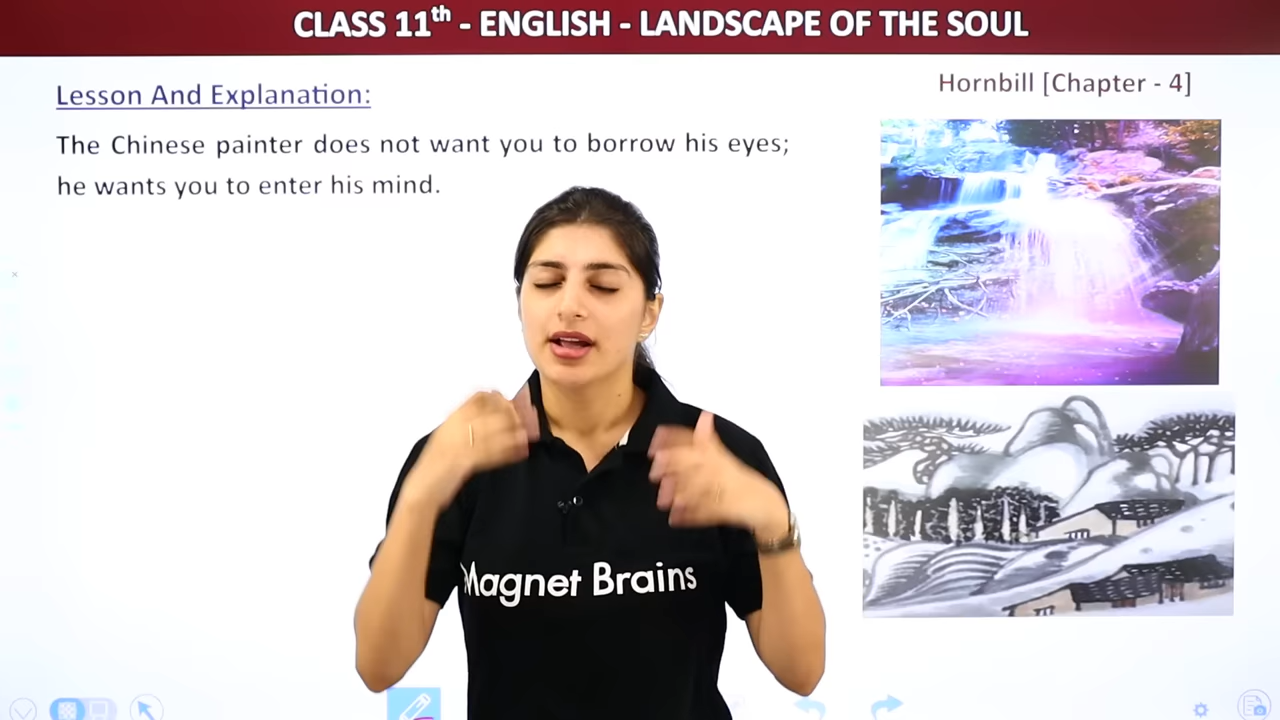 CLASS 11th - ENGLISH - LANDSCAPE OF THE SOUL
Lesson And Explanation:
Hornbill [Chapter - 4]
The Chinese painter does not want you to borrow his eyes;
he wants you to enter his mind.
Magnet Brains